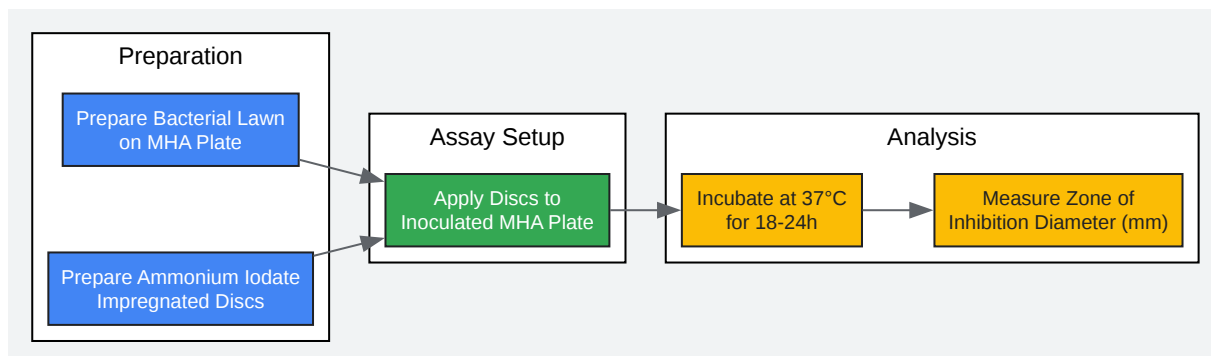 Preparation
Prepare Bacterial Lawn
on MHA Plate
Prepare Ammonium Iodate
Impregnated Discs
Assay Setup
Apply Discs to
Inoculated MHA Plate
Analysis
Incubate at 37°C
for 18-24h
Measure Zone of
Inhibition Diameter (mm)